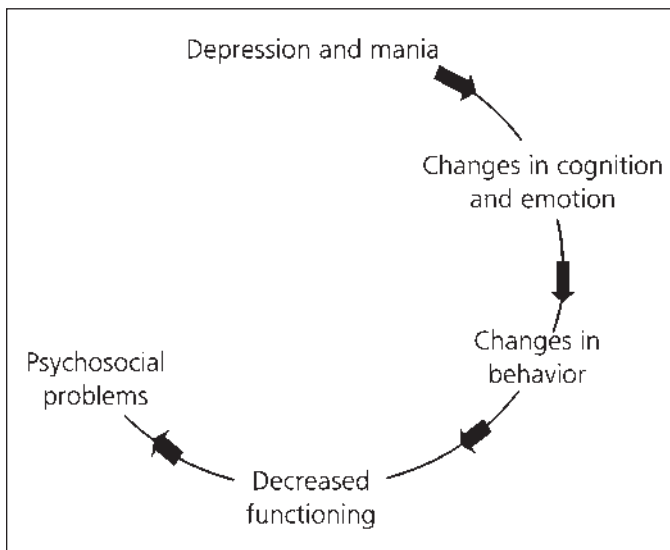 Depression and mania
Changes in cognition
and emotion
Changes in
behavior
Decreased
functioning
Psychosocial
problems